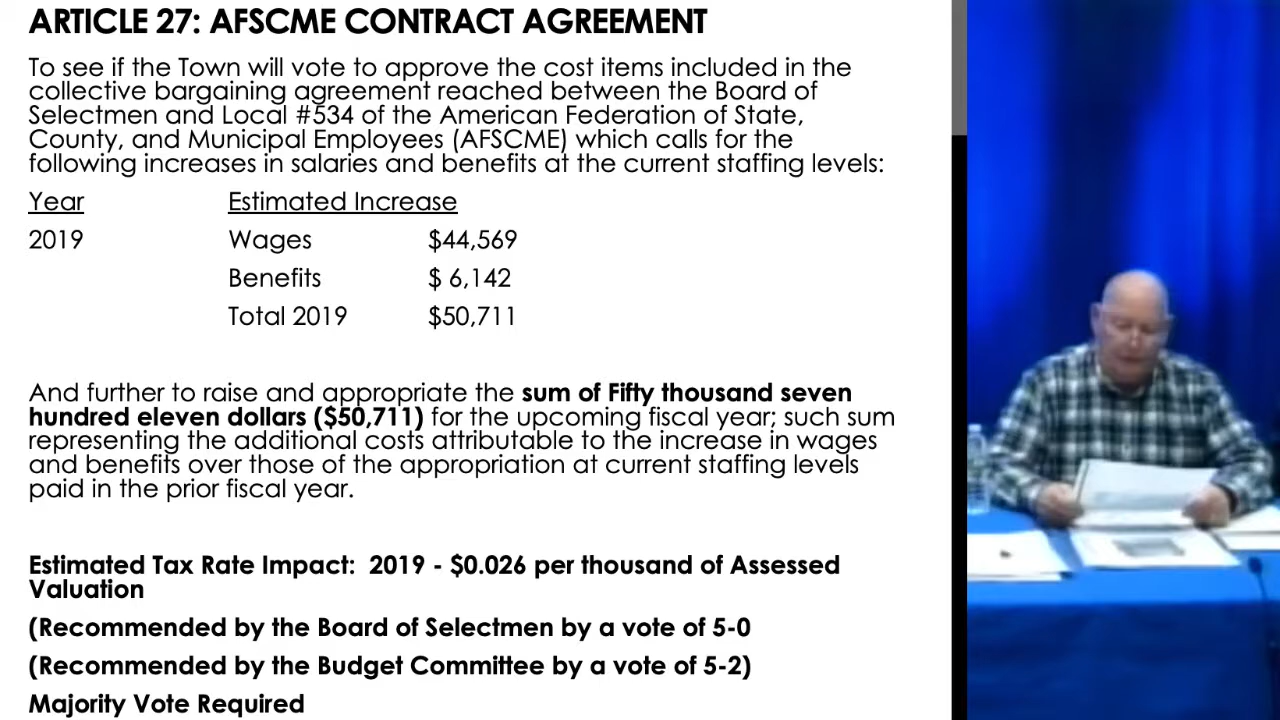 ARTICLE 27: AFSCME CONTRACT AGREEMENT
To see if the Town will vote to approve the cost items included in the
collective bargaining agreement reached between the Board of
Selectmen and Local #534 of the American Federation of State,
County, and Municipal Employees (AFSCME) which calls for the
following increases in salaries and benefits at the current staffing levels:
Year Estimated Increase
2019 Wages $44,569
Benefits $ 6,142
Total 2019 $50,711
And further to raise and appropriate the sum of Fifty thousand seven
hundred eleven dollars ($50,711) for the upcoming fiscal year; such sum
representing the additional costs attributable to the increase in wages
and benefits over those of the appropriation at current staffing levels
paid in the prior fiscal year.
Estimated Tax Rate Impact: 2019 - $0.026 per thousand of Assessed
Valuation
(Recommended by the Board of Selectmen by a vote of 5-0
(Recommended by the Budget Committee by a vote of 5-2)
Majority Vote Required